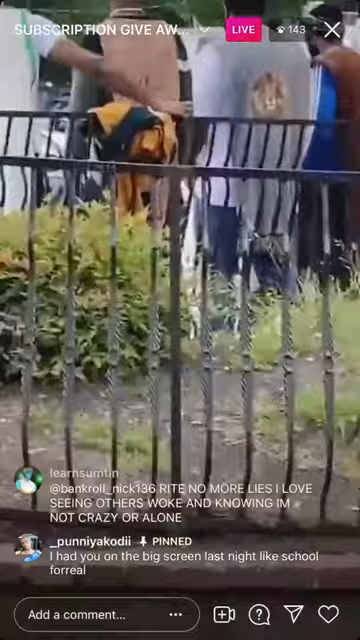 SUBSCRIPTION GIVE AW...
LIVE
143
learnsumtin
@bankroll_nick136 RITE NO MORE LIES I LOVE
SEEING OTHERS WOKE AND KNOWING IM
NOT CRAZY OR ALONE
_punniyakodii PINNED
I had you on the big screen last night like school
forreal
Add a comment...